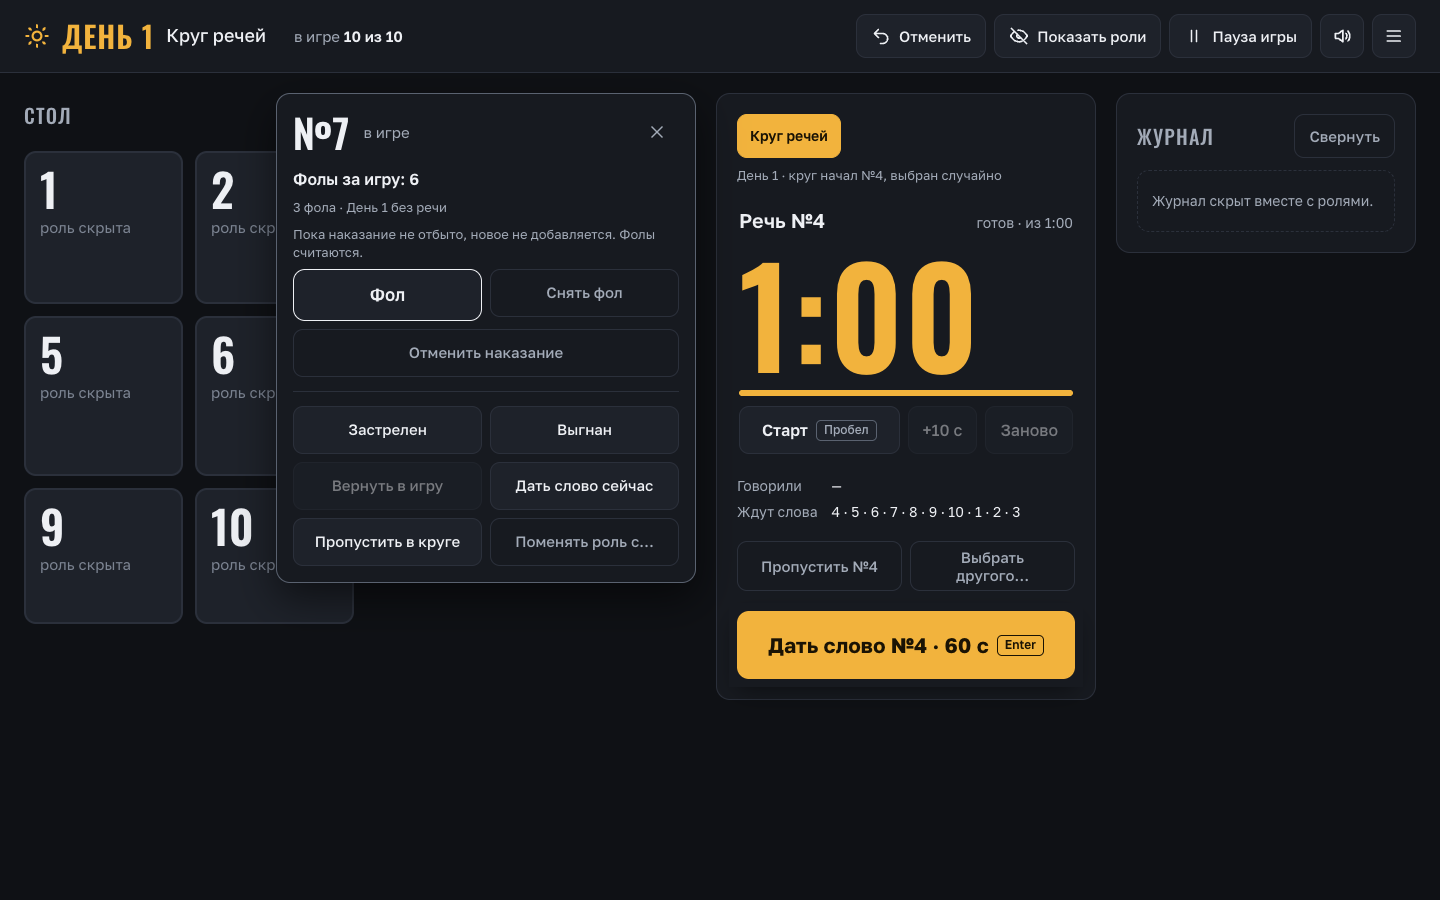 ДЕНЬ 1 Круг речей в игре 10 из 10
Отменить
Показать роли
Пауза игры
СТОЛ
1
роль скрыта
2
роль скр
5
роль скрыта
6
роль скр
9
роль скрыта
10
роль скр
№7 в игре
Фолы за игру: 6
3 фола · День 1 без речи
Пока наказание не отбыто, новое не добавляется. Фолы
считаются.
Фол
Снять фол
Отменить наказание
Застрелен
Выгнан
Вернуть в игру
Дать слово сейчас
Пропустить в круге
Поменять роль с…
Круг речей
День 1 · круг начал №4, выбран случайно
Речь №4
готов · из 1:00
1:00
Старт Пробел
+10 с
Заново
Говорили —
Ждут слова 4 · 5 · 6 · 7 · 8 · 9 · 10 · 1 · 2 · 3
Пропустить №4
Выбрать
другого…
Дать слово №4 · 60 с Enter
ЖУРНАЛ
Свернуть
Журнал скрыт вместе с ролями.